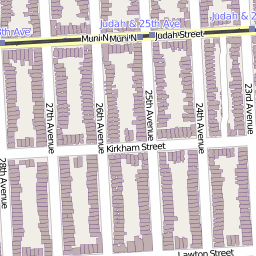 Judah & 25th Ave
Judah & 2
8th Ave
Muni N
Muni N
Judah Street
27th Avenue
26th Avenue
25th Avenue
24th Avenue
23rd Avenue
Kirkham Street
28th Avenue
Lawton Street